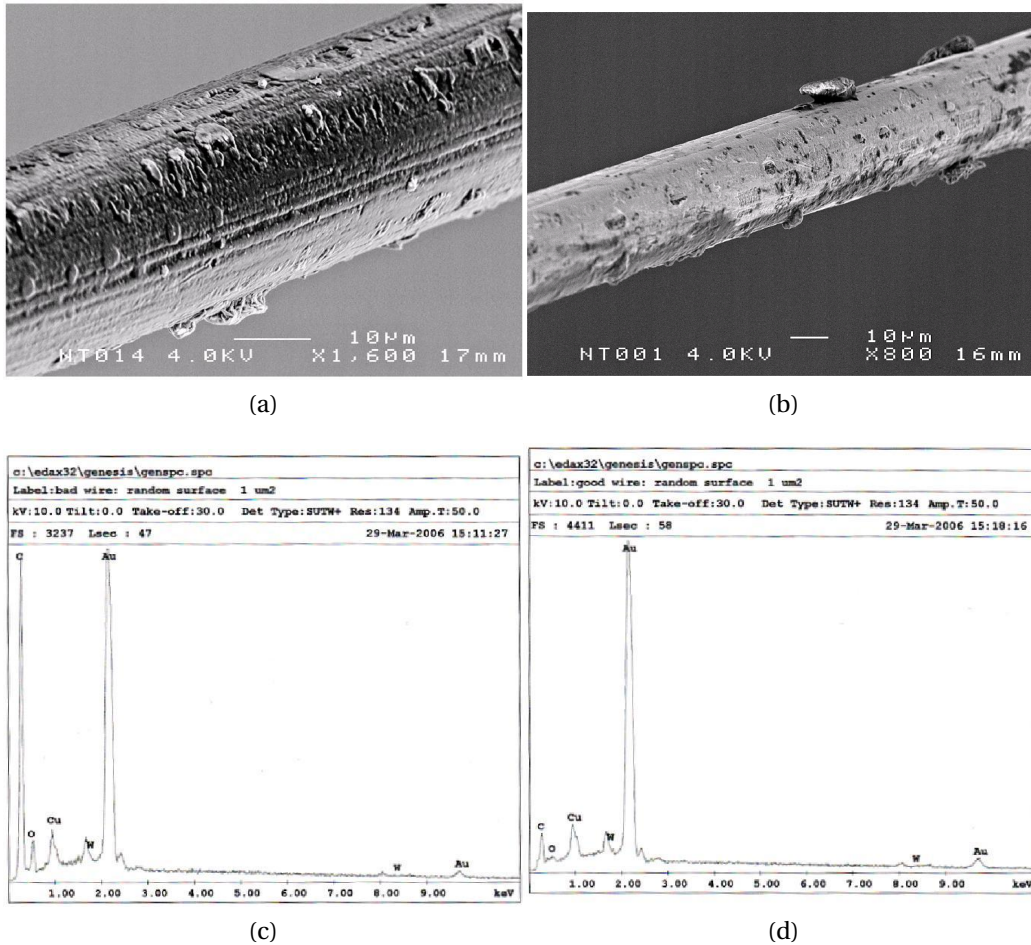 10µm
NT014 4.0KV X1,600 17mm
10µm
NT001 4.0KV X800 16mm
(a)
(b)
c:\edax32\genesis\genspc.spc
Label:bad wire: random surface 1 um2
kV:10.0 Tilt:0.0 Take-off:30.0 Det Type:SUTW+ Res:134 Amp.T:50.0
FS : 3237 Lsec : 47 29-Mar-2006 15:11:27
C Au
O Cu W W Au
1.00 2.00 3.00 4.00 5.00 6.00 7.00 8.00 9.00 keV
c:\edax32\genesis\genspc.spc
Label:good wire: random surface 1 um2
kV:10.0 Tilt:0.0 Take-off:30.0 Det Type:SUTW+ Res:134 Amp.T:50.0
FS : 4411 Lsec : 58 29-Mar-2006 15:18:16
Au
C O Cu W W Au
1.00 2.00 3.00 4.00 5.00 6.00 7.00 8.00 9.00 keV
(c)
(d)